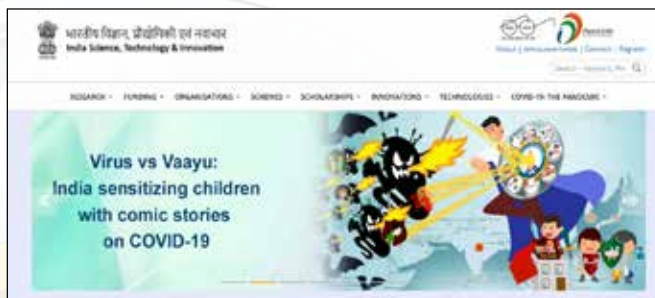 भारतीय विज्ञान, प्रौद्योगिकी एवं नवाचार
India Science, Technology & Innovation
RESEARCH
FUNDING
ORGANISATIONS
SCHEMES
SCHOLARSHIPS
INNOVATIONS
TECHNOLOGIES
COVID-19: THE PANDEMIC
Virus vs Vaayu:
India sensitizing children
with comic stories
on COVID-19